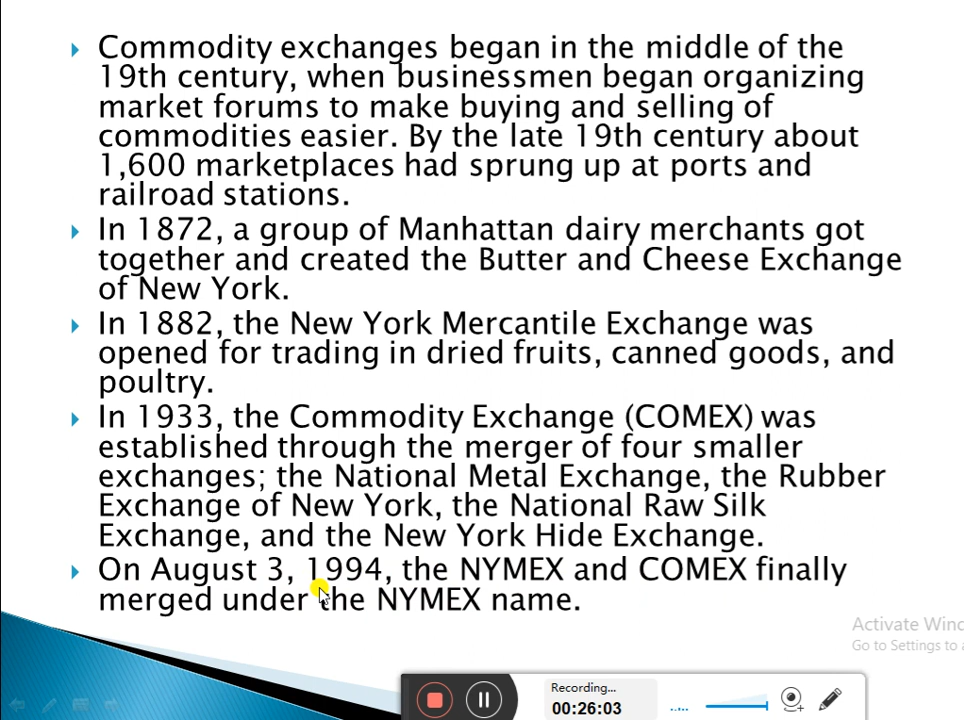 Commodity exchanges began in the middle of the
19th century, when businessmen began organizing
market forums to make buying and selling of
commodities easier. By the late 19th century about
1,600 marketplaces had sprung up at ports and
railroad stations.
In 1872, a group of Manhattan dairy merchants got
together and created the Butter and Cheese Exchange
of New York.
In 1882, the New York Mercantile Exchange was
opened for trading in dried fruits, canned goods, and
poultry.
In 1933, the Commodity Exchange (COMEX) was
established through the merger of four smaller
exchanges; the National Metal Exchange, the Rubber
Exchange of New York, the National Raw Silk
Exchange, and the New York Hide Exchange.
On August 3, 1994, the NYMEX and COMEX finally
merged under the NYMEX name.
Activate Wind
Go to Settings to a
Recording...
00:26:03